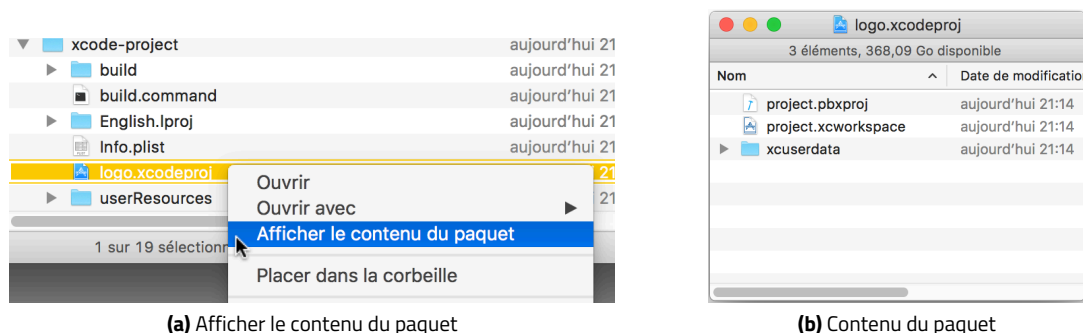 xcode-project aujourd'hui 21
build aujourd'hui 21
build.command aujourd'hui 21
English.lproj aujourd'hui 21
Info.plist aujourd'hui 21
logo.xcodeproj 21
userResources 21
Ouvrir
Ouvrir avec
Afficher le contenu du paquet
Placer dans la corbeille
1 sur 19 sélectionn
(a) Afficher le contenu du paquet
logo.xcodeproj
3 éléments, 368,09 Go disponible
Nom Date de modification
project.pbxproj aujourd'hui 21:14
project.xcworkspace aujourd'hui 21:14
xcuserdata aujourd'hui 21:14
(b) Contenu du paquet